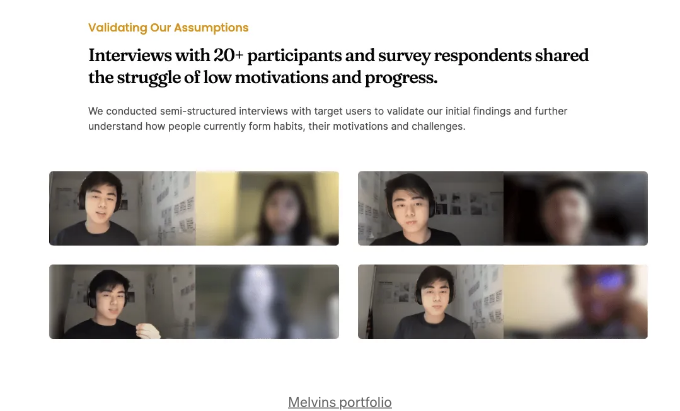 Validating Our Assumptions
Interviews with 20+ participants and survey respondents shared
the struggle of low motivations and progress.
We conducted semi-structured interviews with target users to validate our initial findings and further
understand how people currently form habits, their motivations and challenges.
Melvins portfolio